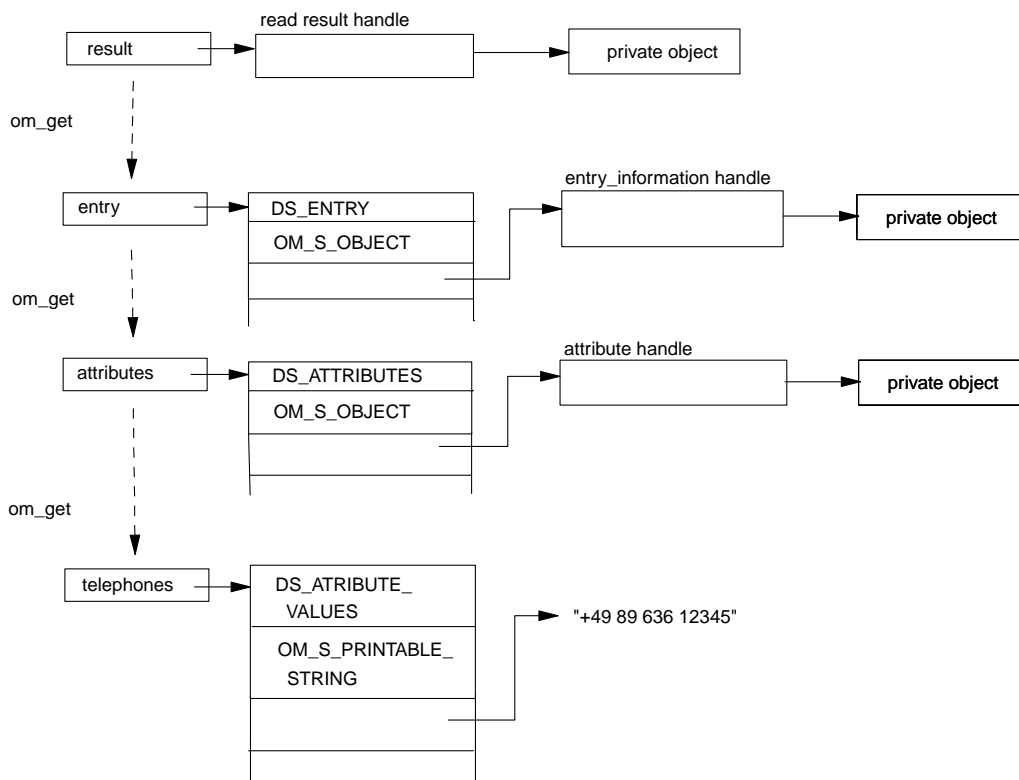 read result handle
result
private object
om_get
entry_information handle
entry
DS_ENTRY
private object
OM_S_OBJECT
om_get
attribute handle
attributes
DS_ATTRIBUTES
private object
OM_S_OBJECT
om_get
telephones
DS_ATRIBUTE_
VALUES
"+49 89 636 12345"
OM_S_PRINTABLE_
STRING